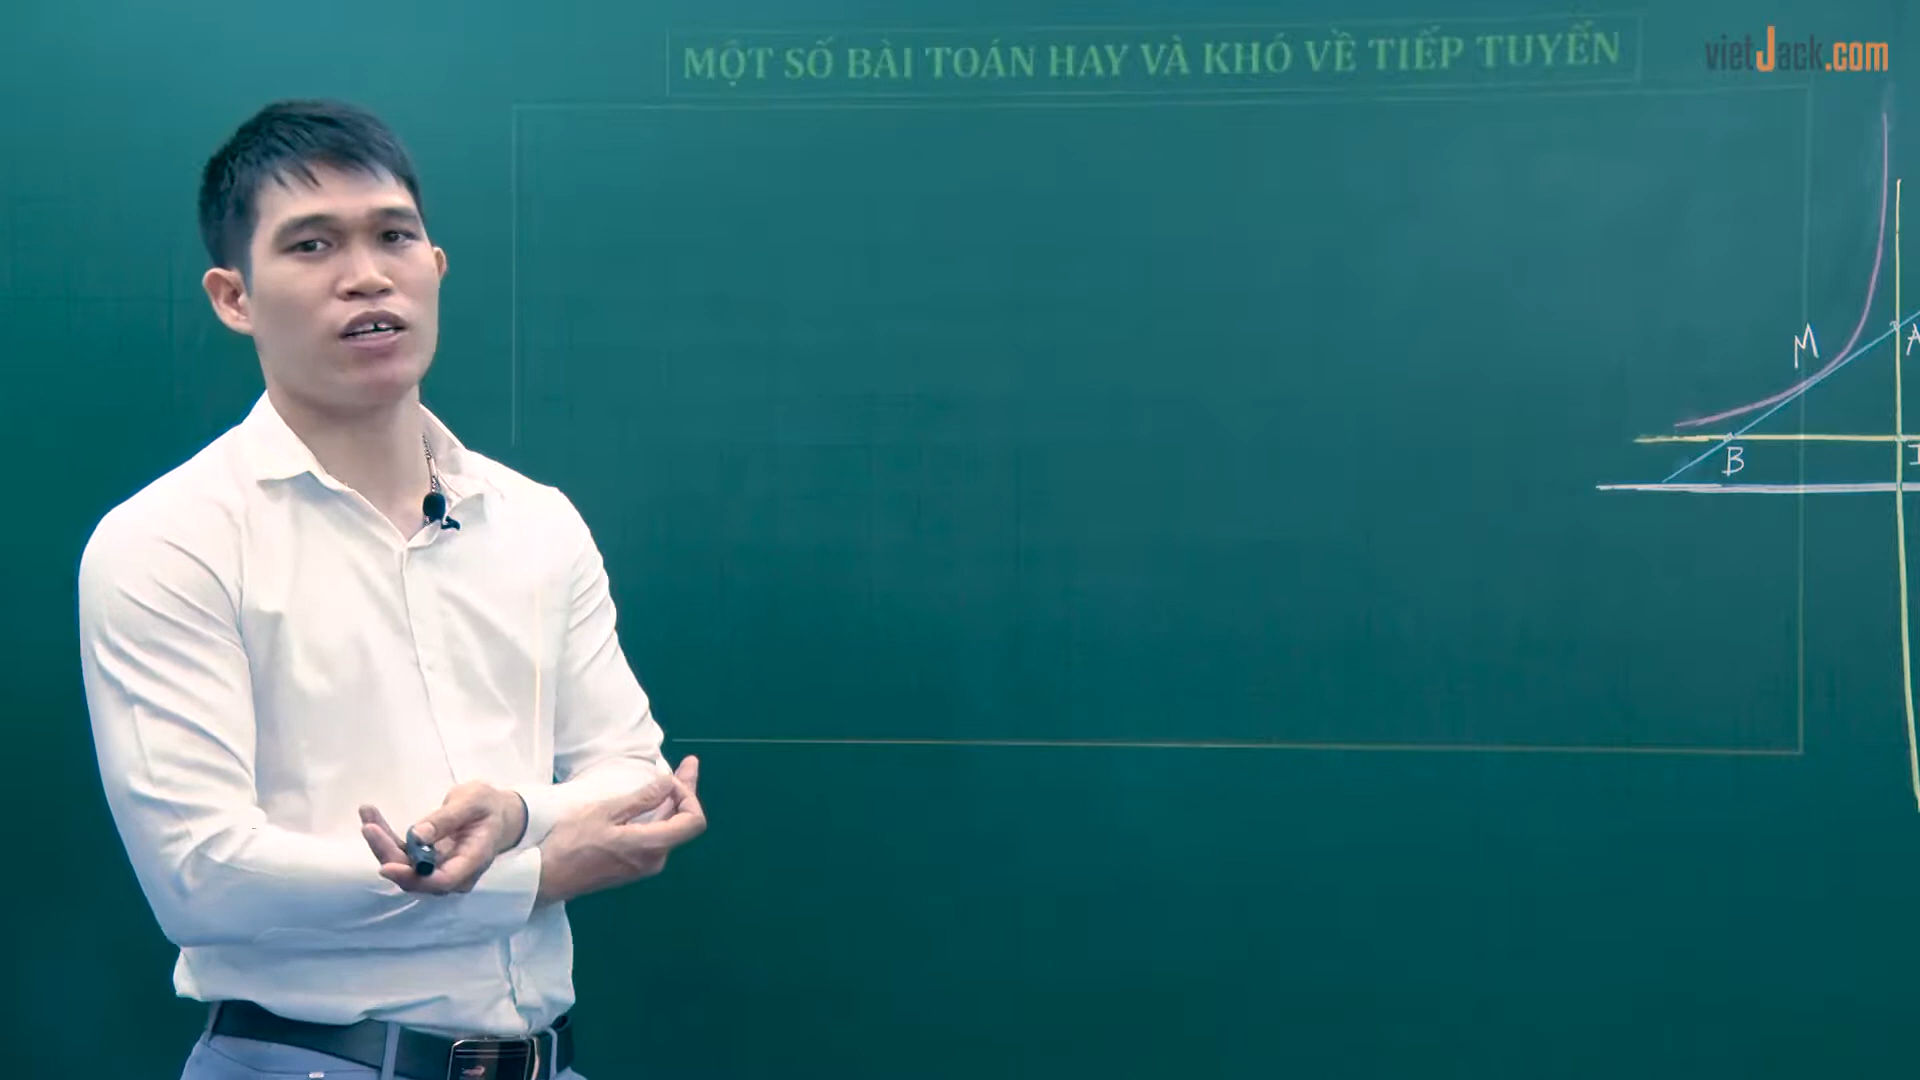 MỘT SỐ BÀI TOÁN HAY VÀ KHÓ VỀ TIẾP TUYẾN
vietJack.com
M
A
B
I